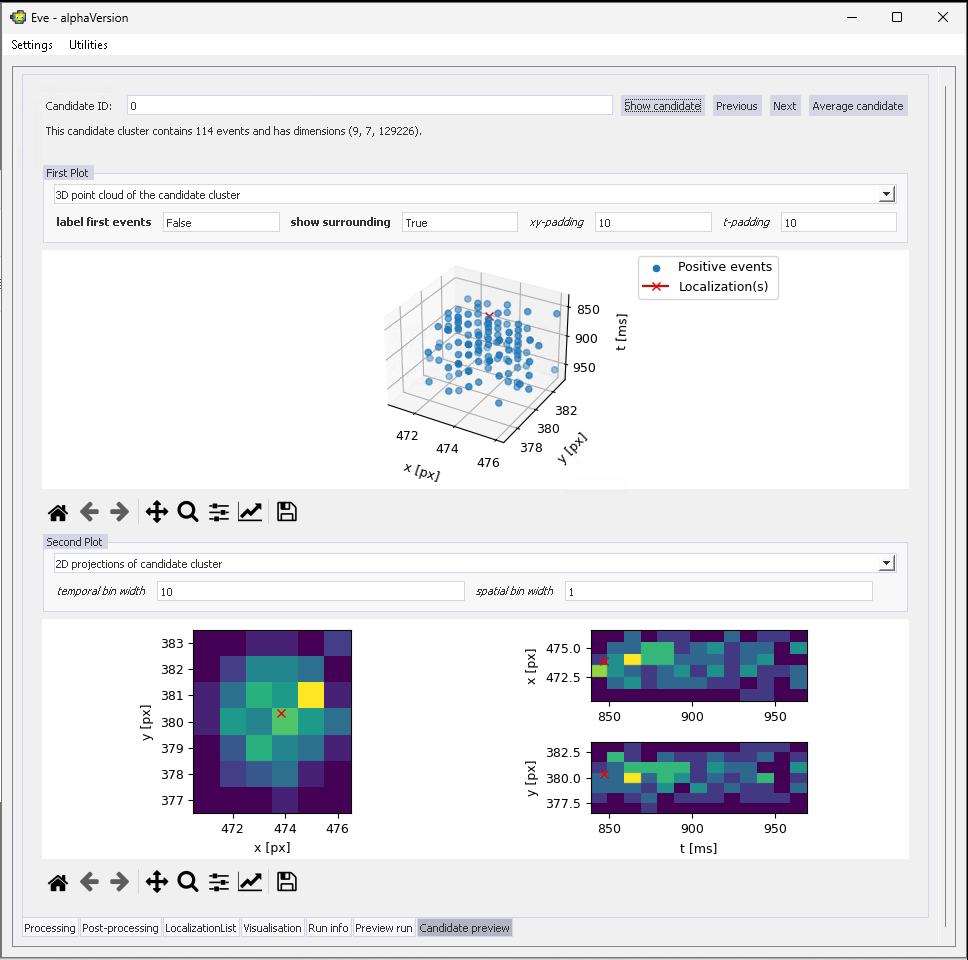 Eve - alphaVersion
Settings Utilities
Candidate ID: 0 Show candidate Previous Next Average candidate
This candidate cluster contains 114 events and has dimensions (9, 7, 129226).
First Plot
3D point cloud of the candidate cluster
label first events False show surrounding True xy-padding 10 t-padding 10
Positive events
Localization(s)
850
900
950
t [ms]
472
474
476
x [px]
378
380
382
y [px]
Second Plot
2D projections of candidate cluster
temporal bin width 10 spatial bin width 1
383
382
381
380
379
378
377
y [px]
472 474 476
x [px]
475.0
472.5
x [px]
850 900 950
382.5
380.0
377.5
y [px]
850 900 950
t [ms]
Processing Post-processing LocalizationList Visualisation Run info Preview run Candidate preview